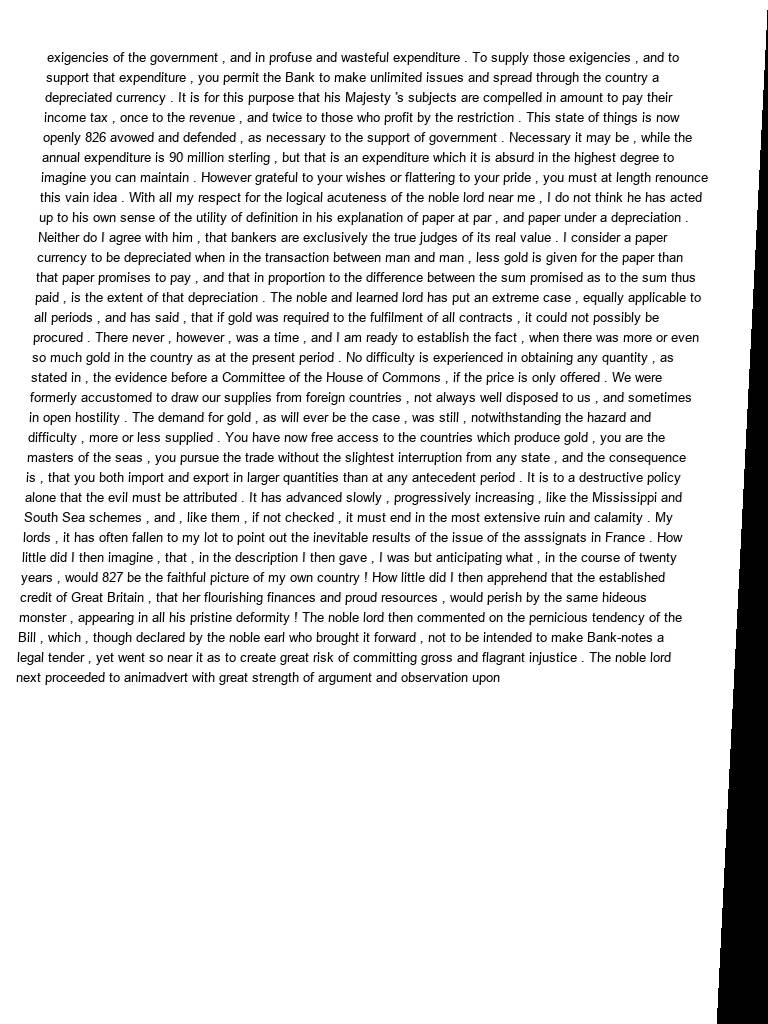 exigencies of the government , and in profuse and wasteful expenditure . To supply those exigencies , and to
support that expenditure , you permit the Bank to make unlimited issues and spread through the country a
depreciated currency . It is for this purpose that his Majesty 's subjects are compelled in amount to pay their
income tax , once to the revenue , and twice to those who profit by the restriction . This state of things is now
openly 826 avowed and defended , as necessary to the support of government . Necessary it may be , while the
annual expenditure is 90 million sterling , but that is an expenditure which it is absurd in the highest degree to
imagine you can maintain . However grateful to your wishes or flattering to your pride , you must at length renounce
this vain idea . With all my respect for the logical acuteness of the noble lord near me , I do not think he has acted
up to his own sense of the utility of definition in his explanation of paper at par , and paper under a depreciation .
Neither do I agree with him , that bankers are exclusively the true judges of its real value . I consider a paper
currency to be depreciated when in the transaction between man and man , less gold is given for the paper than
that paper promises to pay , and that in proportion to the difference between the sum promised as to the sum thus
paid , is the extent of that depreciation . The noble and learned lord has put an extreme case , equally applicable to
all periods , and has said , that if gold was required to the fulfilment of all contracts , it could not possibly be
procured . There never , however , was a time , and I am ready to establish the fact , when there was more or even
so much gold in the country as at the present period . No difficulty is experienced in obtaining any quantity , as
stated in , the evidence before a Committee of the House of Commons , if the price is only offered . We were
formerly accustomed to draw our supplies from foreign countries , not always well disposed to us , and sometimes
in open hostility . The demand for gold , as will ever be the case , was still , notwithstanding the hazard and
difficulty , more or less supplied . You have now free access to the countries which produce gold , you are the
masters of the seas , you pursue the trade without the slightest interruption from any state , and the consequence
is , that you both import and export in larger quantities than at any antecedent period . It is to a destructive policy
alone that the evil must be attributed . It has advanced slowly , progressively increasing , like the Mississippi and
South Sea schemes , and , like them , if not checked , it must end in the most extensive ruin and calamity . My
lords , it has often fallen to my lot to point out the inevitable results of the issue of the asssignats in France . How
little did I then imagine , that , in the description I then gave , I was but anticipating what , in the course of twenty
years , would 827 be the faithful picture of my own country ! How little did I then apprehend that the established
credit of Great Britain , that her flourishing finances and proud resources , would perish by the same hideous
monster , appearing in all his pristine deformity ! The noble lord then commented on the pernicious tendency of the
Bill , which , though declared by the noble earl who brought it forward , not to be intended to make Bank-notes a
legal tender , yet went so near it as to create great risk of committing gross and flagrant injustice . The noble lord
next proceeded to animadvert with great strength of argument and observation upon